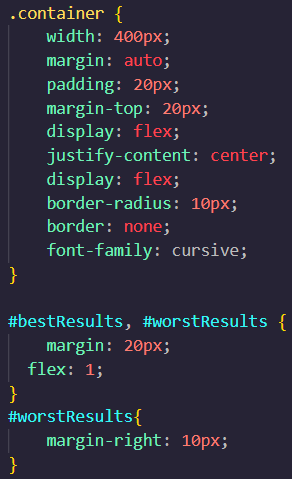 .container {
width: 400px;
margin: auto;
padding: 20px;
margin-top: 20px;
display: flex;
justify-content: center;
display: flex;
border-radius: 10px;
border: none;
font-family: cursive;
}
#bestResults, #worstResults {
margin: 20px;
flex: 1;
}
#worstResults{
margin-right: 10px;
}